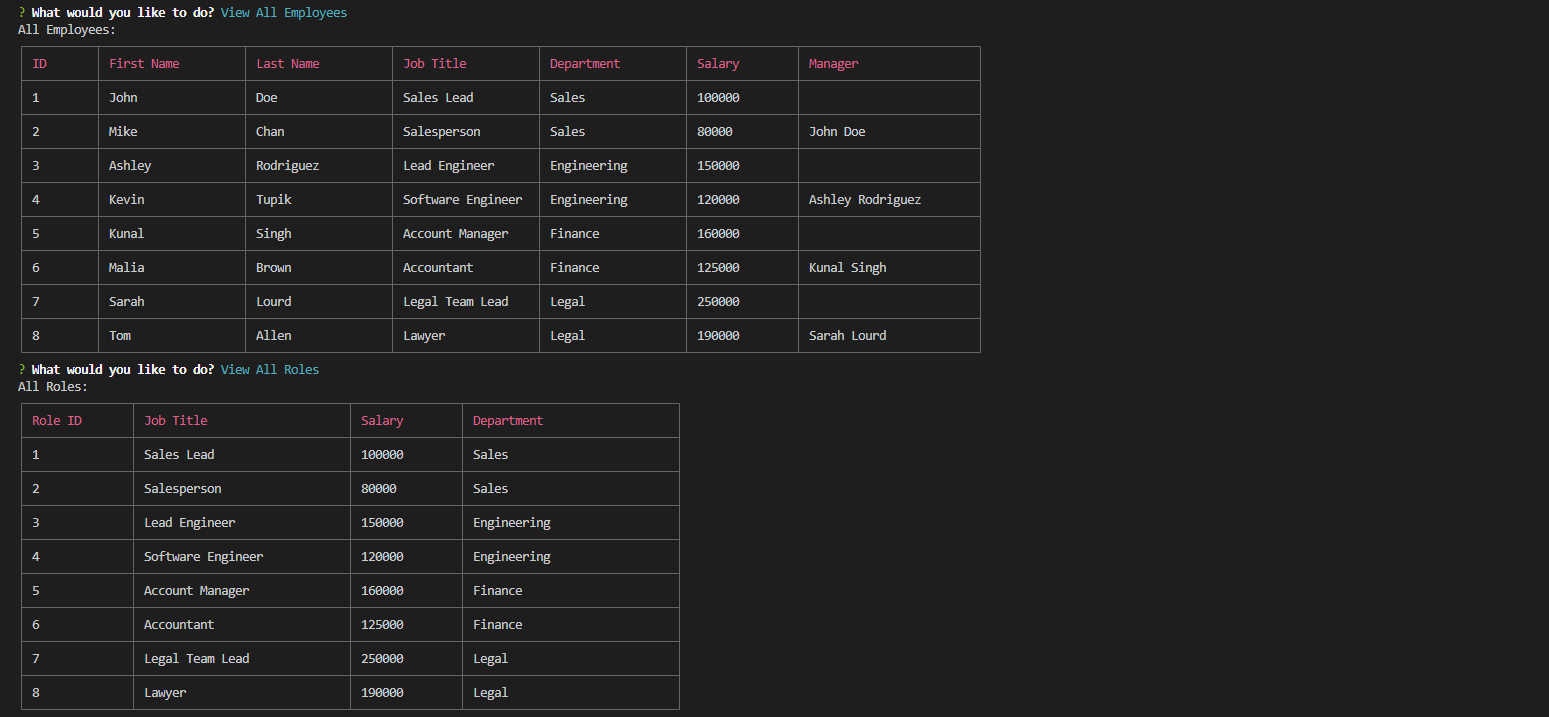 ? What would you like to do? View All Employees
All Employees:
ID First Name Last Name Job Title Department Salary Manager
1 John Doe Sales Lead Sales 100000
2 Mike Chan Salesperson Sales 80000 John Doe
3 Ashley Rodriguez Lead Engineer Engineering 150000
4 Kevin Tupik Software Engineer Engineering 120000 Ashley Rodriguez
5 Kunal Singh Account Manager Finance 160000
6 Malia Brown Accountant Finance 125000 Kunal Singh
7 Sarah Lourd Legal Team Lead Legal 250000
8 Tom Allen Lawyer Legal 190000 Sarah Lourd
? What would you like to do? View All Roles
All Roles:
Role ID Job Title Salary Department
1 Sales Lead 100000 Sales
2 Salesperson 80000 Sales
3 Lead Engineer 150000 Engineering
4 Software Engineer 120000 Engineering
5 Account Manager 160000 Finance
6 Accountant 125000 Finance
7 Legal Team Lead 250000 Legal
8 Lawyer 190000 Legal